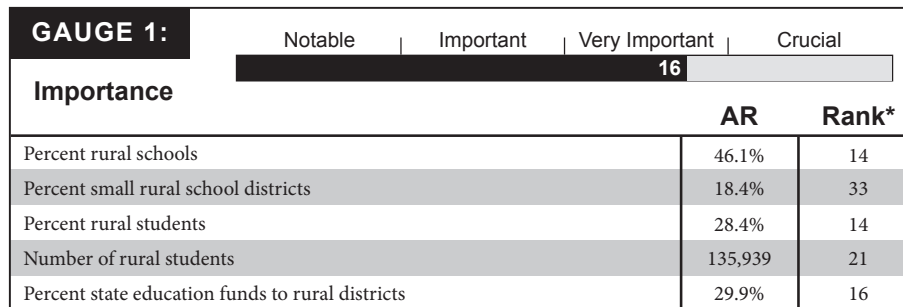 GAUGE 1:
Notable Important Very Important Crucial
16
Importance
AR Rank*
Percent rural schools 46.1% 14
Percent small rural school districts 18.4% 33
Percent rural students 28.4% 14
Number of rural students 135,939 21
Percent state education funds to rural districts 29.9% 16